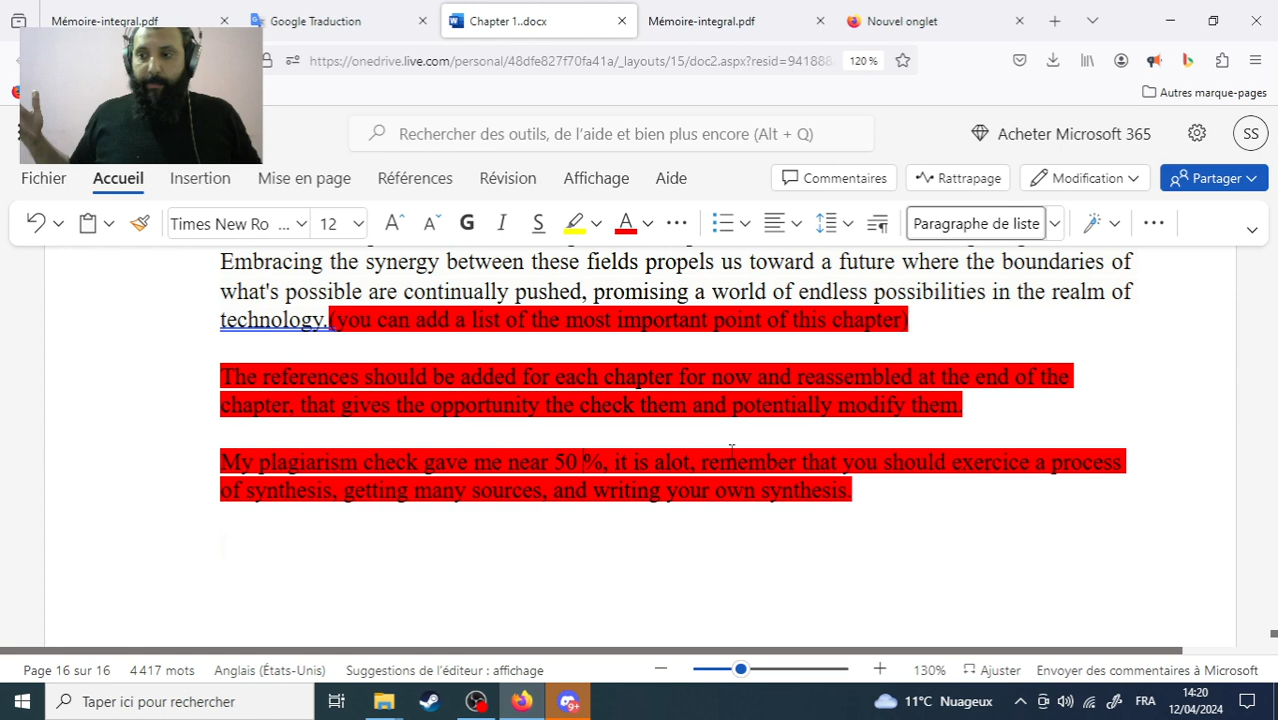 Mémoire-integral.pdf
Google Traduction
Chapter 1..docx
Mémoire-integral.pdf
Nouvel onglet
https://onedrive.live.com/personal/48dfe827f70fa41a/_layouts/15/doc2.aspx?resid=941888
120 %
Autres marque-pages
Rechercher des outils, de l'aide et bien plus encore (Alt + Q)
Acheter Microsoft 365
SS
Fichier
Accueil
Insertion
Mise en page
Références
Révision
Affichage
Aide
Commentaires
Rattrapage
Modification
Partager
Times New Ro ...
12
G
I
S
A
Paragraphe de liste
Embracing the synergy between these fields propels us toward a future where the boundaries of
what's possible are continually pushed, promising a world of endless possibilities in the realm of
technology.(you can add a list of the most important point of this chapter)
The references should be added for each chapter for now and reassembled at the end of the
chapter, that gives the opportunity the check them and potentially modify them.
My plagiarism check gave me near 50 %, it is alot, remember that you should exercice a process
of synthesis, getting many sources, and writing your own synthesis.
Page 16 sur 16
4 417 mots
Anglais (États-Unis)
Suggestions de l'éditeur : affichage
130%
Ajuster
Envoyer des commentaires à Microsoft
Taper ici pour rechercher
9+
11°C Nuageux
FRA
14:20
12/04/2024